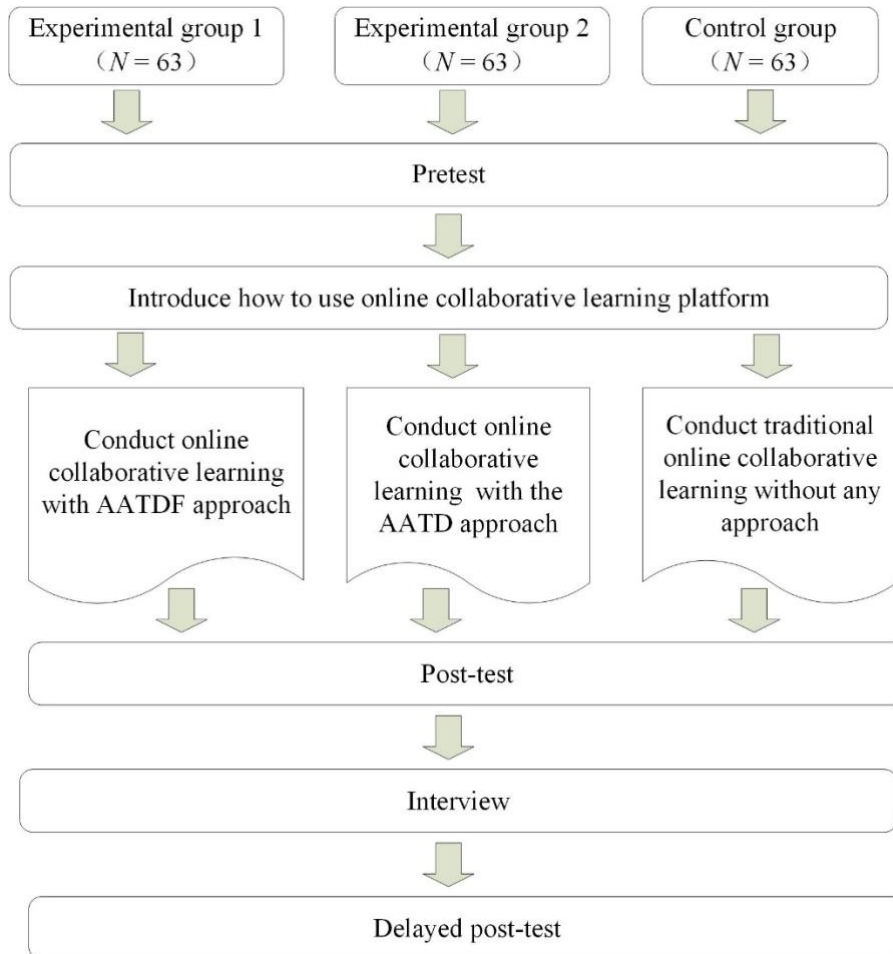 Experimental group 1
（N = 63）
Experimental group 2
（N = 63）
Control group
（N = 63）
Pretest
Introduce how to use online collaborative learning platform
Conduct online
collaborative learning
with AATDF approach
Conduct online
collaborative
learning with the
AATD approach
Conduct traditional
online collaborative
learning without any
approach
Post-test
Interview
Delayed post-test